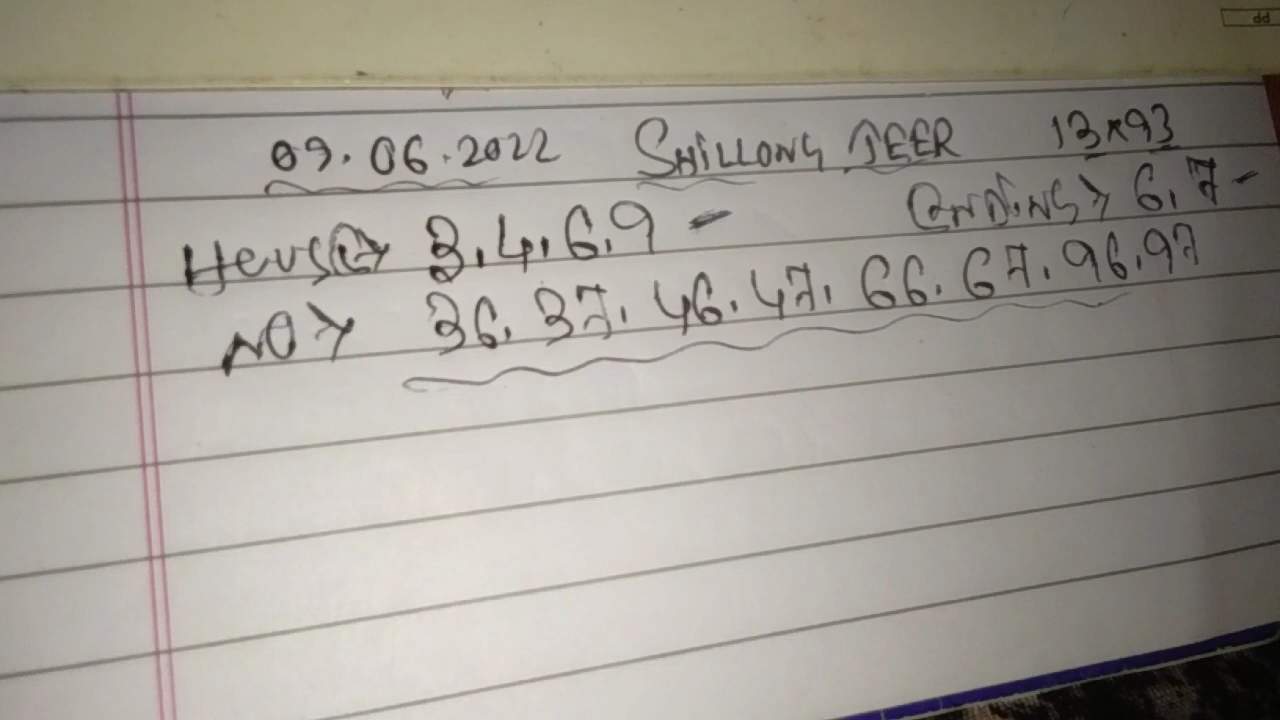 09.06.2022 SHILLONG TEER 13×93
HOUSE> 3.4.6.9 - ENDING> 6.7 -
NO> 36.37.46.47.66.67.96.97